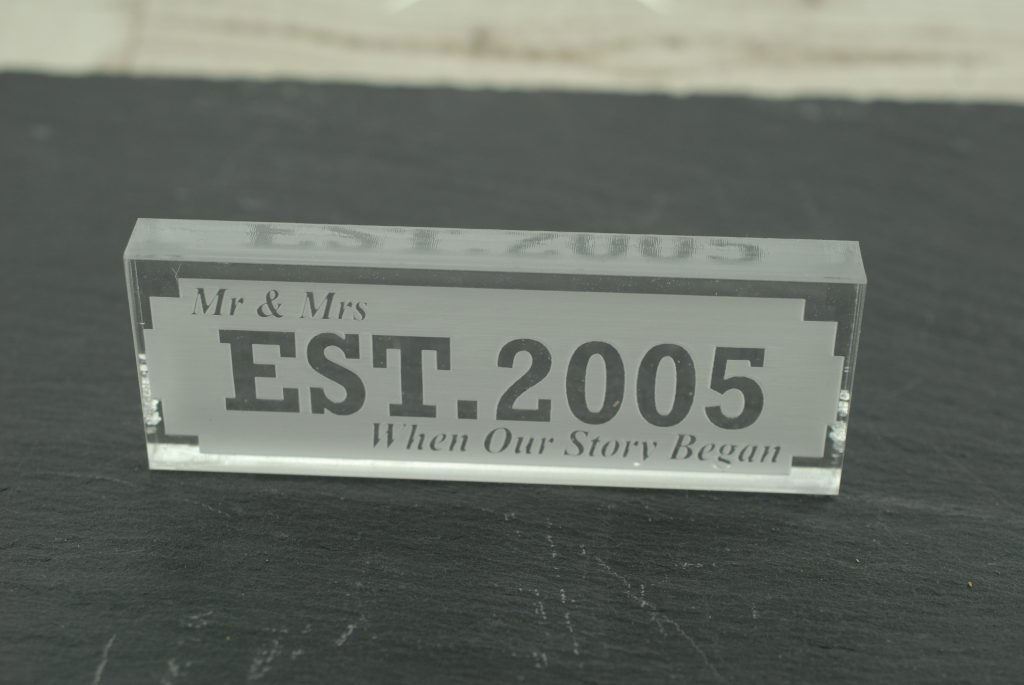 Mr & Mrs
EST.2005
When Our Story Began